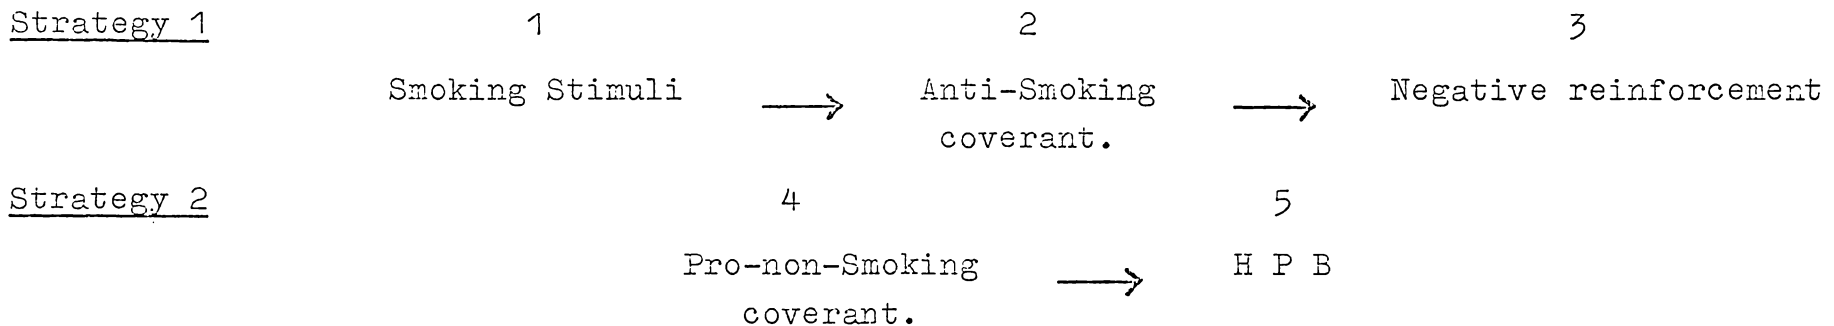 Strategy 1 1 2 3
Smoking Stimuli → Anti-Smoking → Negative reinforcement
coverant.
Strategy 2 4 5
Pro-non-Smoking → H P B
coverant.